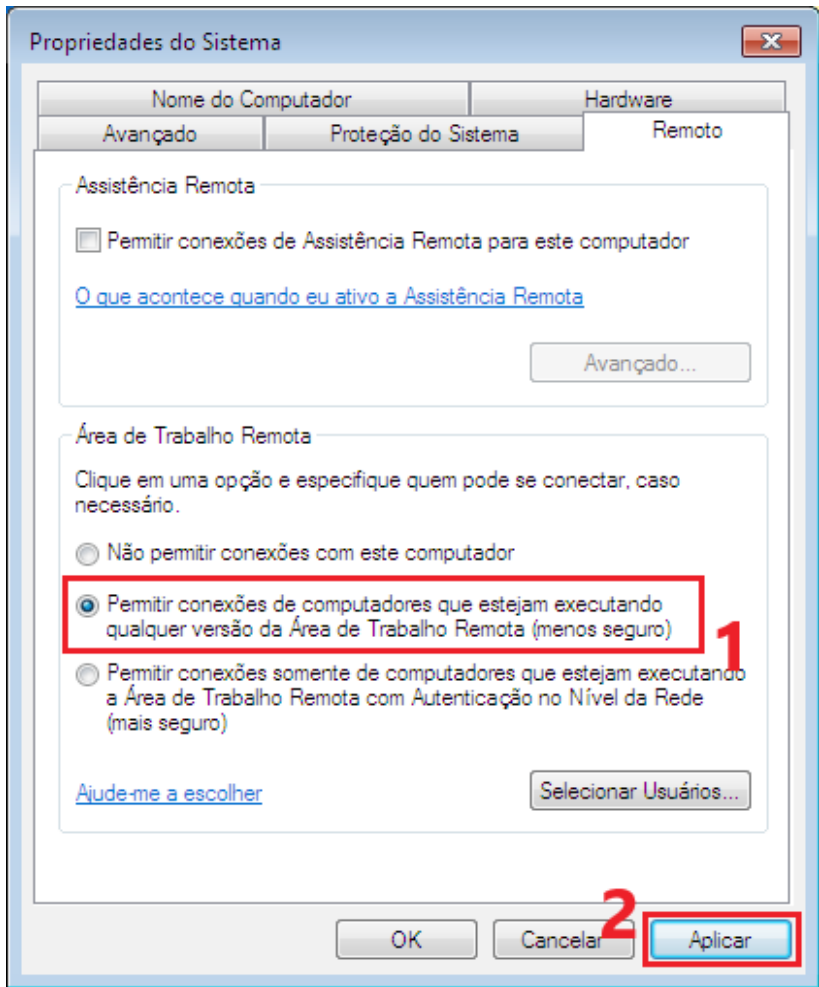 Propriedades do Sistema
Nome do Computador
Hardware
Avançado
Proteção do Sistema
Remoto
Assistência Remota
Permitir conexões de Assistência Remota para este computador
O que acontece quando eu ativo a Assistência Remota
Avançado...
Área de Trabalho Remota
Clique em uma opção e especifique quem pode se conectar, caso
necessário.
Não permitir conexões com este computador
Permitir conexões de computadores que estejam executando
qualquer versão da Área de Trabalho Remota (menos seguro)
1
Permitir conexões somente de computadores que estejam executando
a Área de Trabalho Remota com Autenticação no Nível da Rede
(mais seguro)
Ajude-me a escolher
Selecionar Usuários...
2
OK
Cancelar
Aplicar